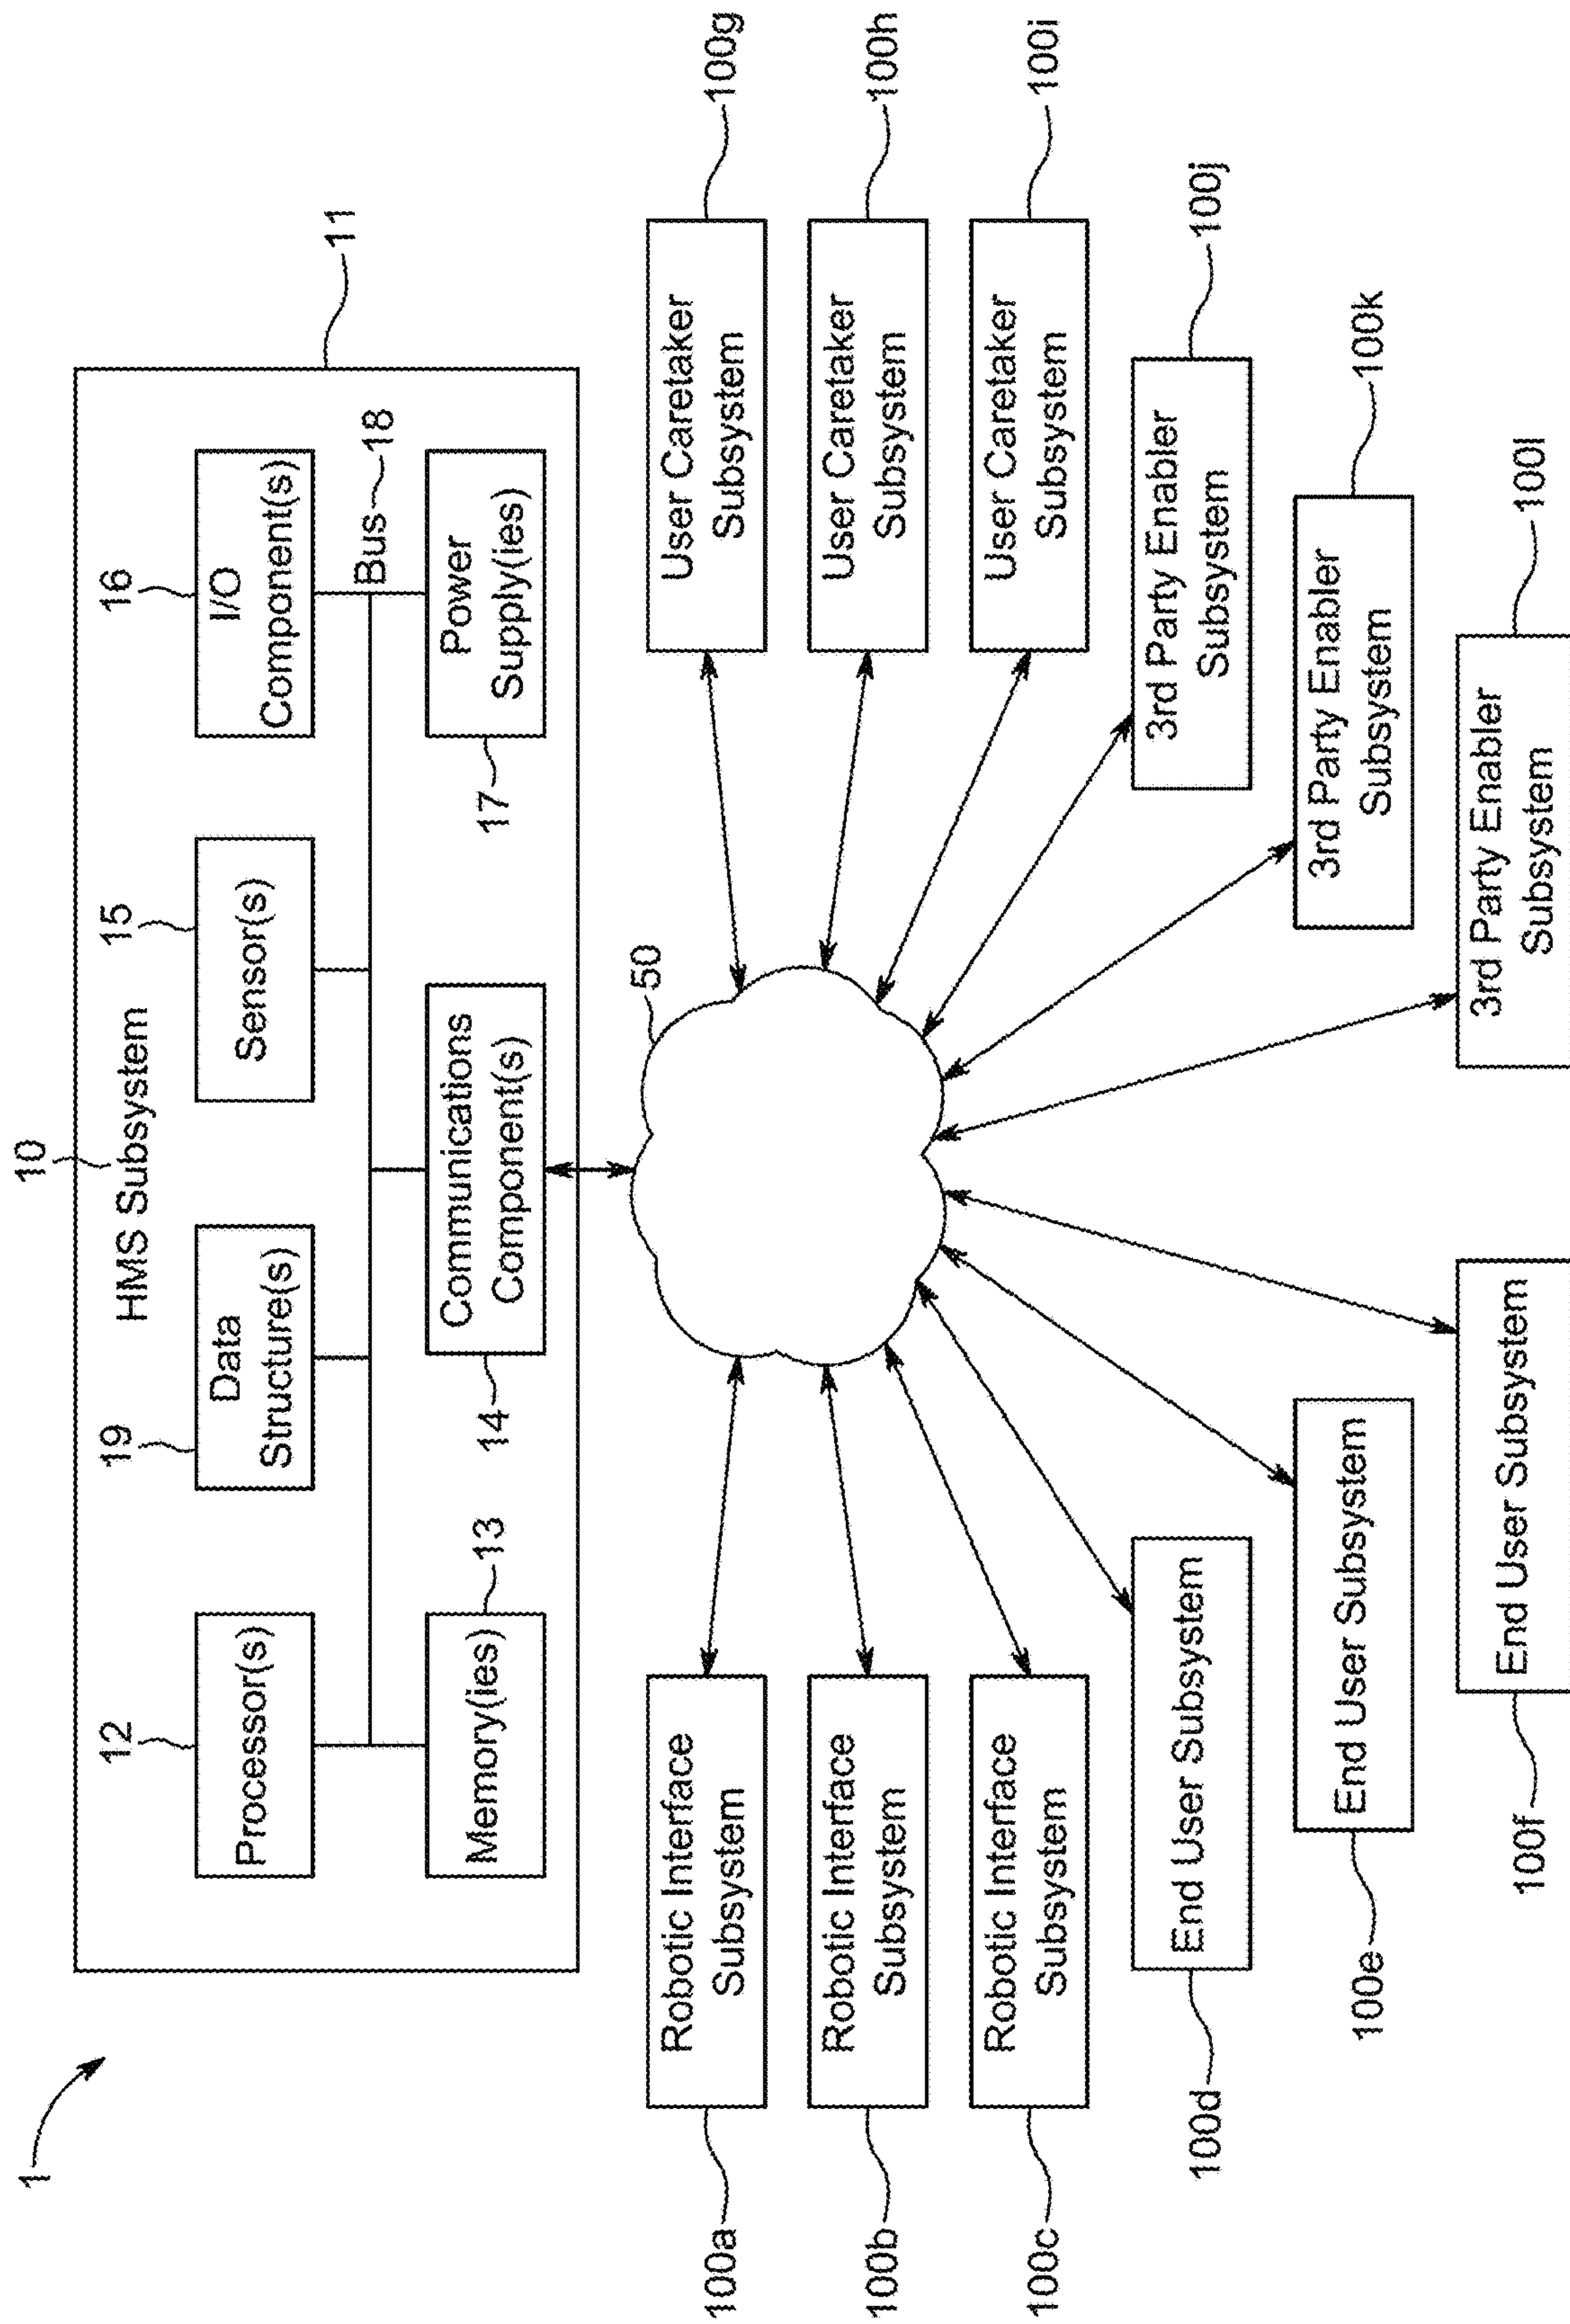 1
10
HMS Subsystem
11
12
Processor(s)
19
Data
Structure(s)
15
Sensor(s)
16
I/O
Component(s)
Bus
18
Memory(ies)
13
14
Communications
Component(s)
17
Power
Supply(ies)
50
100a
Robotic Interface
Subsystem
100b
Robotic Interface
Subsystem
100c
Robotic Interface
Subsystem
100d
End User Subsystem
100e
End User Subsystem
100f
End User Subsystem
User Caretaker
Subsystem
100g
User Caretaker
Subsystem
100h
User Caretaker
Subsystem
100i
3rd Party Enabler
Subsystem
100j
3rd Party Enabler
Subsystem
100k
3rd Party Enabler
Subsystem
100l